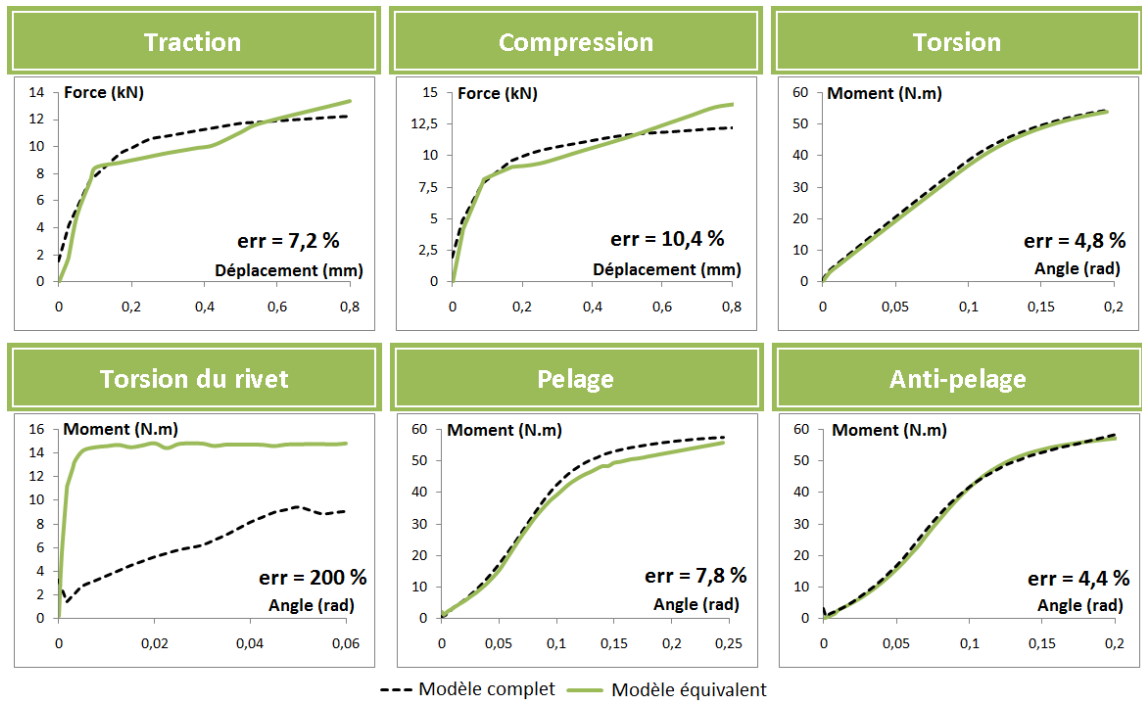 Traction
Compression
Torsion
Force (kN)
14
12
10
8
6
4
2
0
err = 7,2 %
Déplacement (mm)
0
0,2
0,4
0,6
0,8
Force (kN)
15
12,5
10
7,5
5
2,5
0
err = 10,4 %
Déplacement (mm)
0
0,2
0,4
0,6
0,8
Moment (N.m)
60
50
40
30
20
10
0
err = 4,8 %
Angle (rad)
0
0,05
0,1
0,15
0,2
Torsion du rivet
Pelage
Anti-pelage
Moment (N.m)
16
14
12
10
8
6
4
2
0
err = 200 %
Angle (rad)
0
0,02
0,04
0,06
Moment (N.m)
60
50
40
30
20
10
0
err = 7,8 %
Angle (rad)
0
0,05
0,1
0,15
0,2
0,25
Moment (N.m)
60
50
40
30
20
10
0
err = 4,4 %
Angle (rad)
0
0,05
0,1
0,15
0,2
Modèle complet
Modèle équivalent